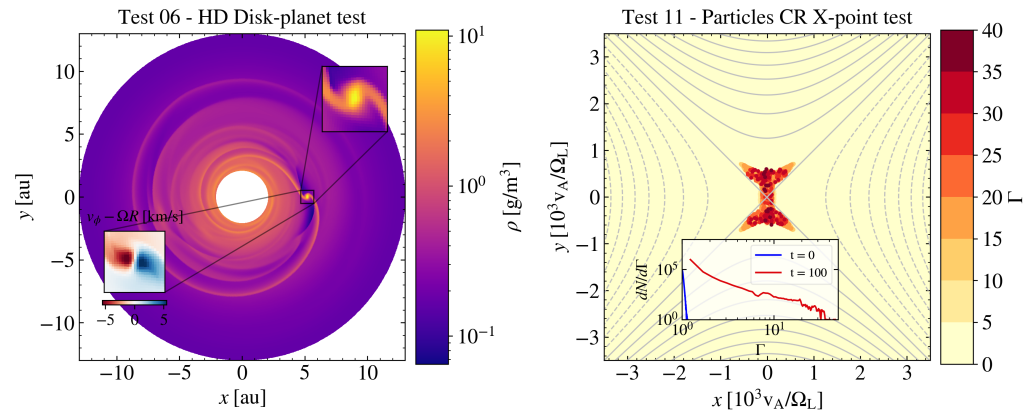 Test 06 - HD Disk-planet test
Test 11 - Particles CR X-point test
10
5
0
−5
−10
y [au]
v_ϕ − ΩR [km/s]
−5 0 5
−10 −5 0 5 10
x [au]
10^1
10^0
10^{-1}
ρ [g/m^3]
3
2
1
0
−1
−2
−3
y [10^3 v_A/Ω_L]
dN/dΓ
10^5
10^0
t = 0
t = 100
10^0 10^1
Γ
−3 −2 −1 0 1 2 3
x [10^3 v_A/Ω_L]
40
35
30
25
20
15
10
5
0
Γ